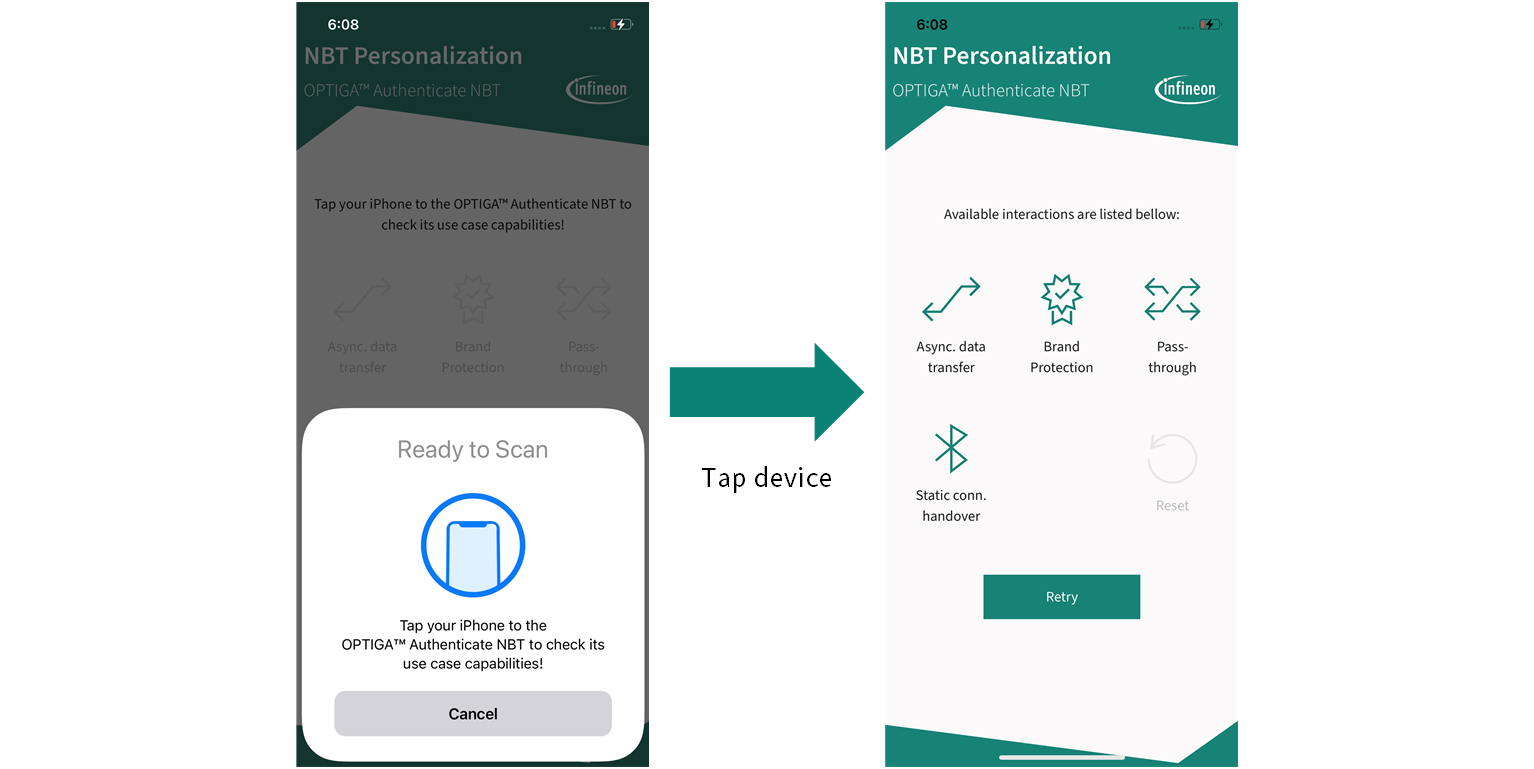 6:08
NBT Personalization
OPTIGA™ Authenticate NBT
infineon
Tap your iPhone to the OPTIGA™ Authenticate NBT to
check its use case capabilities!
Async. data
transfer
Brand
Protection
Pass-
through
Ready to Scan
Tap your iPhone to the
OPTIGA™ Authenticate NBT to check its
use case capabilities!
Cancel
Tap device
6:08
NBT Personalization
OPTIGA™ Authenticate NBT
infineon
Available interactions are listed bellow:
Async. data
transfer
Brand
Protection
Pass-
through
Static conn.
handover
Reset
Retry